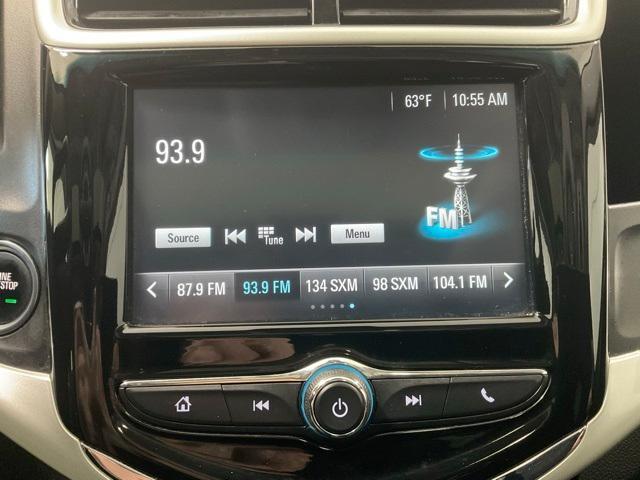 63°F 10:55 AM
93.9
FM
Source Tune Menu
87.9 FM 93.9 FM 134 SXM 98 SXM 104.1 FM